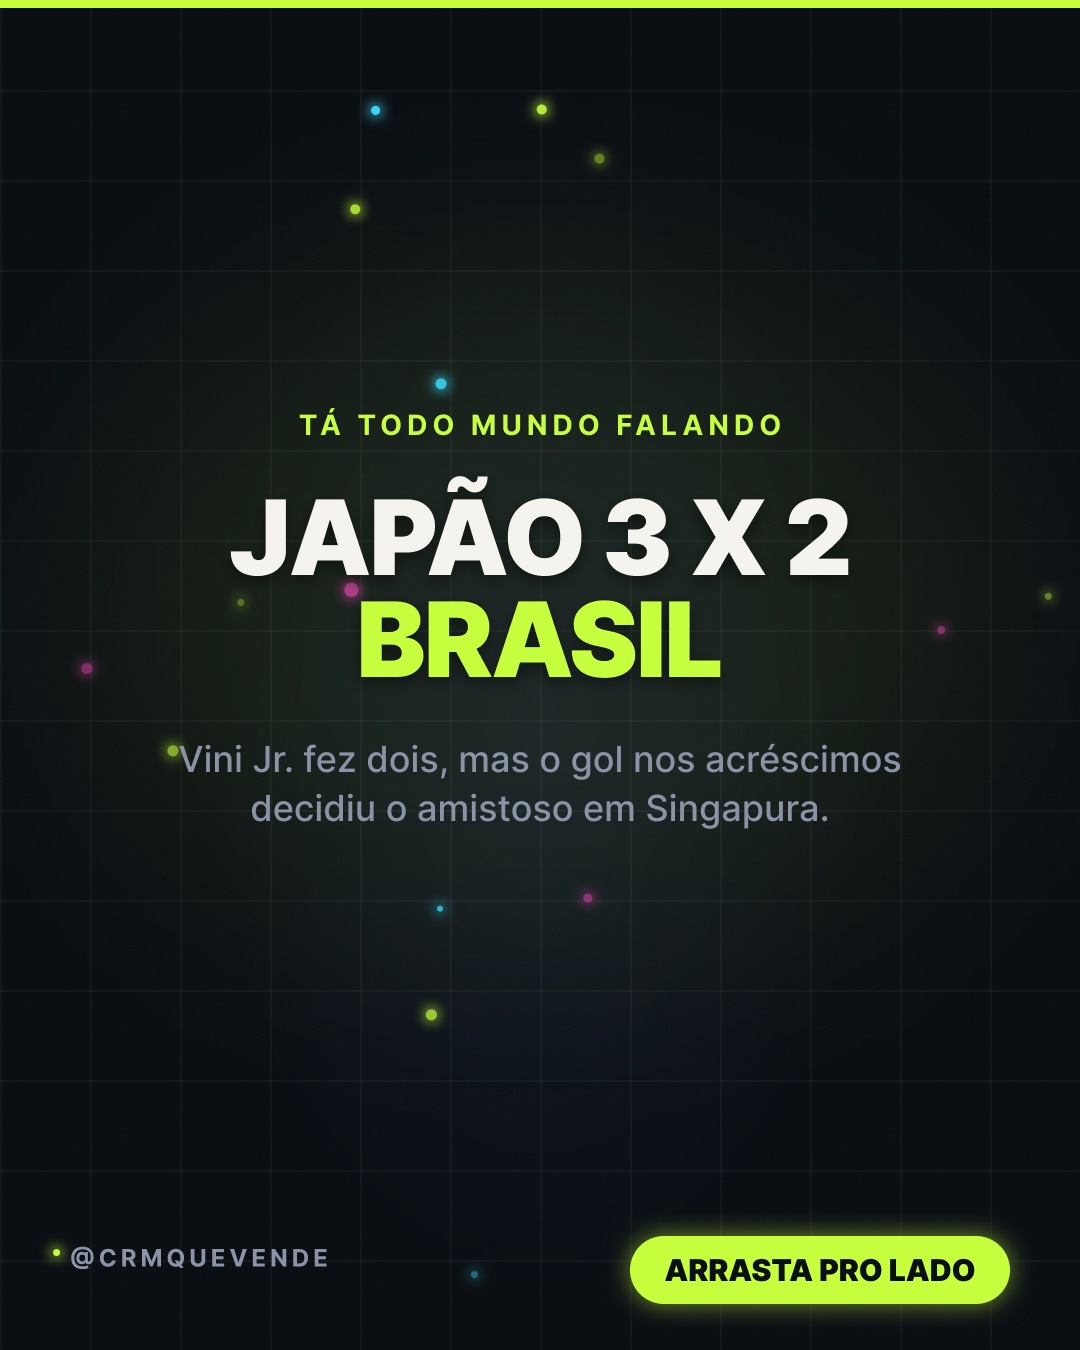 TÁ TODO MUNDO FALANDO
JAPÃO 3 X 2
BRASIL
Vini Jr. fez dois, mas o gol nos acréscimos
decidiu o amistoso em Singapura.
@CRMQUEVENDE
ARRASTA PRO LADO